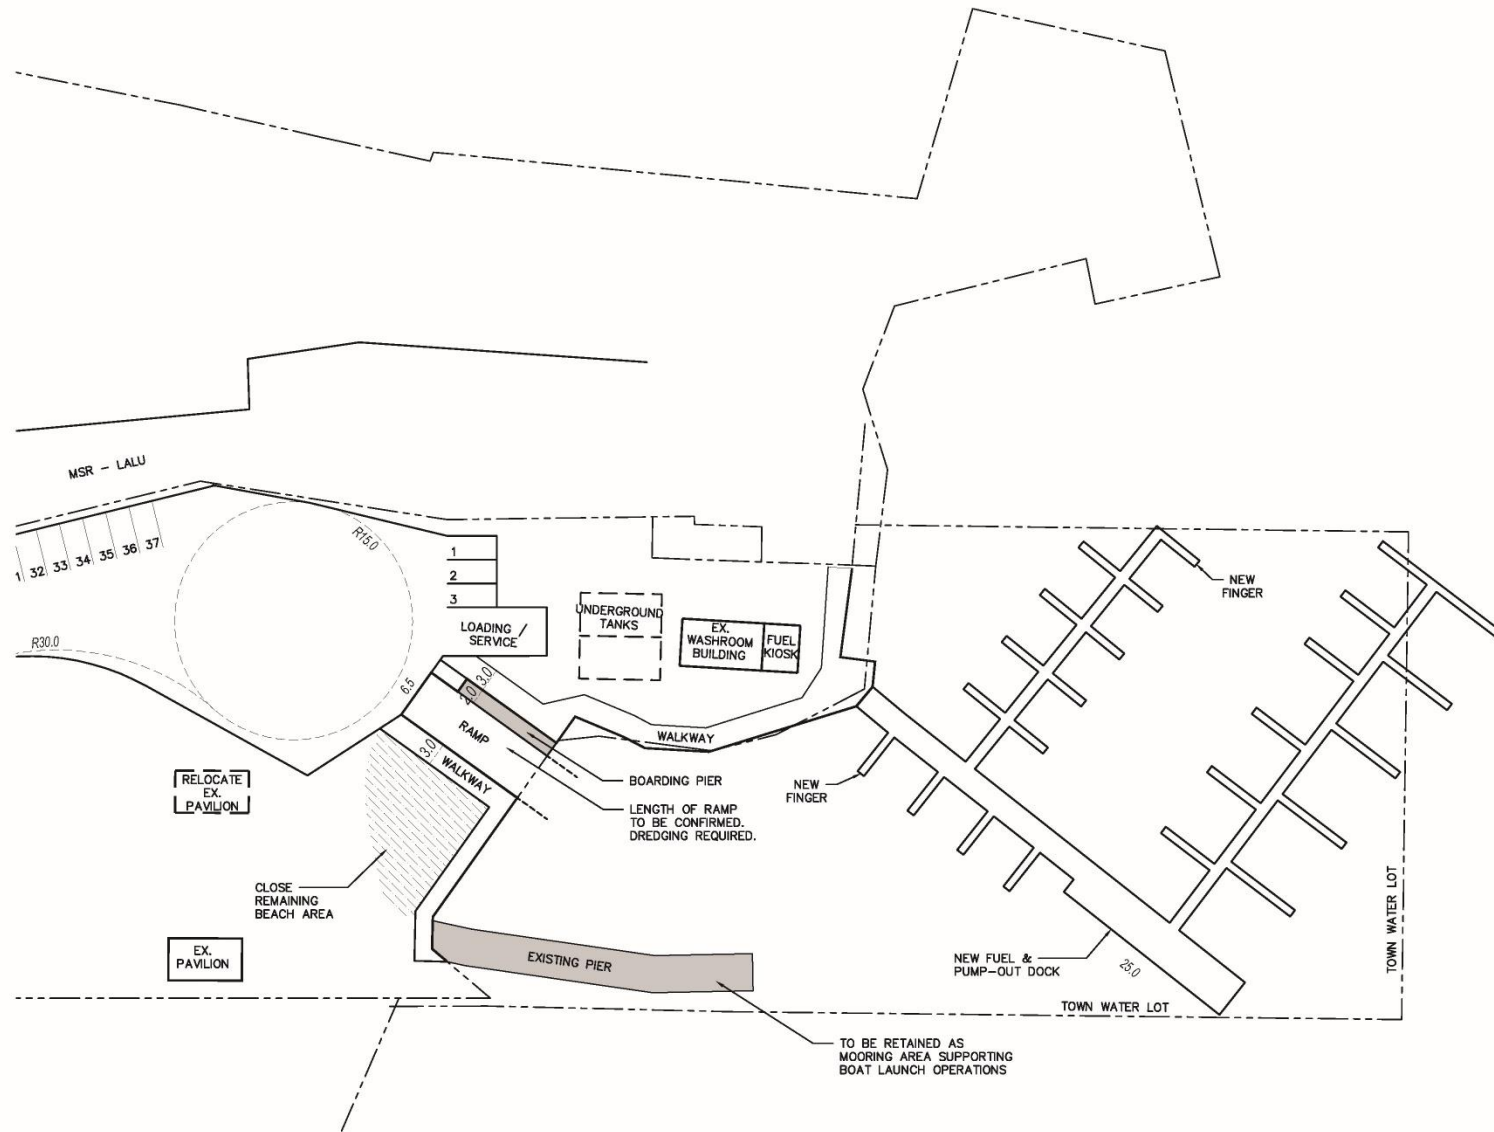 MSR - LALU
R15.0
1 32 33 34 35 36 37
1
2
3
LOADING /
SERVICE
UNDERGROUND
TANKS
EX.
WASHROOM
BUILDING
FUEL
KIOSK
NEW
FINGER
R30.0
6.5
2.0
3.0
RAMP
WALKWAY
3.0
WALKWAY
BOARDING PIER
LENGTH OF RAMP
TO BE CONFIRMED.
DREDGING REQUIRED.
NEW
FINGER
RELOCATE
EX.
PAVILION
CLOSE
REMAINING
BEACH AREA
EX.
PAVILION
EXISTING PIER
NEW FUEL &
PUMP-OUT DOCK
25.0
TOWN WATER LOT
TOWN WATER LOT
TO BE RETAINED AS
MOORING AREA SUPPORTING
BOAT LAUNCH OPERATIONS